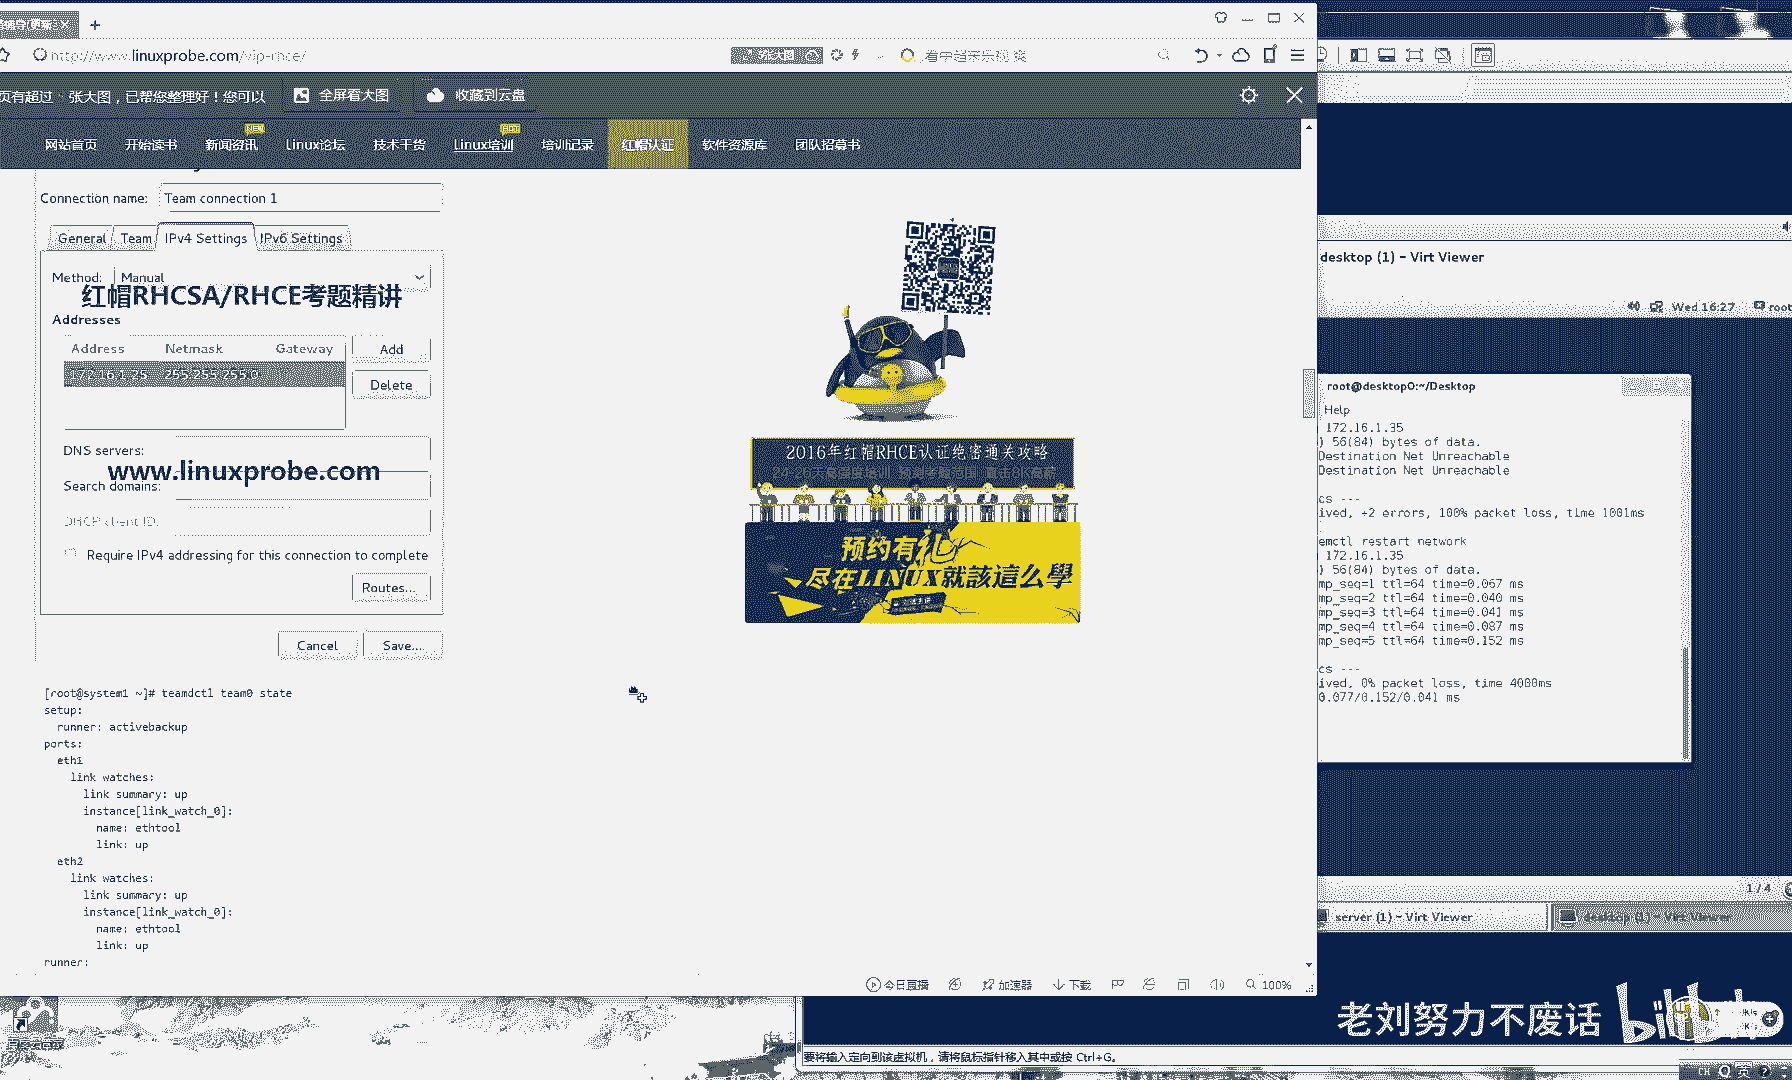 http://www.linuxprobe.com/vip-rhce/
页有超过一张大图，已帮您整理好！您可以
全屏看大图
收藏到云盘
网站首页
开始读书
新闻资讯
NEW
Linux论坛
技术干货
Linux培训
HOT
培训记录
红帽认证
软件资源库
团队招募书
Connection name:
Team connection 1
General
Team
IPv4 Settings
IPv6 Settings
Method:
Manual
红帽RHCSA/RHCE考题精讲
Addresses
Address
Netmask
Gateway
Add
172.16.1.25
255.255.255.0
Delete
DNS servers:
www.linuxprobe.com
Search domains:
DHCP client ID:
Require IPv4 addressing for this connection to complete
Routes...
Cancel
Save...
[root@system1 ~]# teamdctl team0 state
setup:
runner: activebackup
ports:
eth1
link watches:
link summary: up
instance[link_watch_0]:
name: ethtool
link: up
eth2
link watches:
link summary: up
instance[link_watch_0]:
name: ethtool
link: up
runner:
2016年红帽RHCE认证绝密通关攻略
预约有礼
尽在LINUX就該這么學
今日直播
加速器
下载
100%
desktop (1) - Virt Viewer
Wed 16:27
root
root@desktop0:~/Desktop
Help
172.16.1.35
) 56(84) bytes of data.
Destination Net Unreachable
Destination Net Unreachable
cs ---
ived, +2 errors, 100% packet loss, time 1001ms
emctl restart network
172.16.1.35
) 56(84) bytes of data.
mp_seq=1 ttl=64 time=0.067 ms
mp_seq=2 ttl=64 time=0.040 ms
mp_seq=3 ttl=64 time=0.041 ms
mp_seq=4 ttl=64 time=0.087 ms
mp_seq=5 ttl=64 time=0.152 ms
cs ---
ived, 0% packet loss, time 4000ms
0.077/0.152/0.041 ms
1 / 4
server (1) - Virt Viewer
desktop (1) - Virt Viewer
老刘努力不废话
要将输入定向到该虚拟机，请将鼠标指针移入其中或按 Ctrl+G。
CH
英